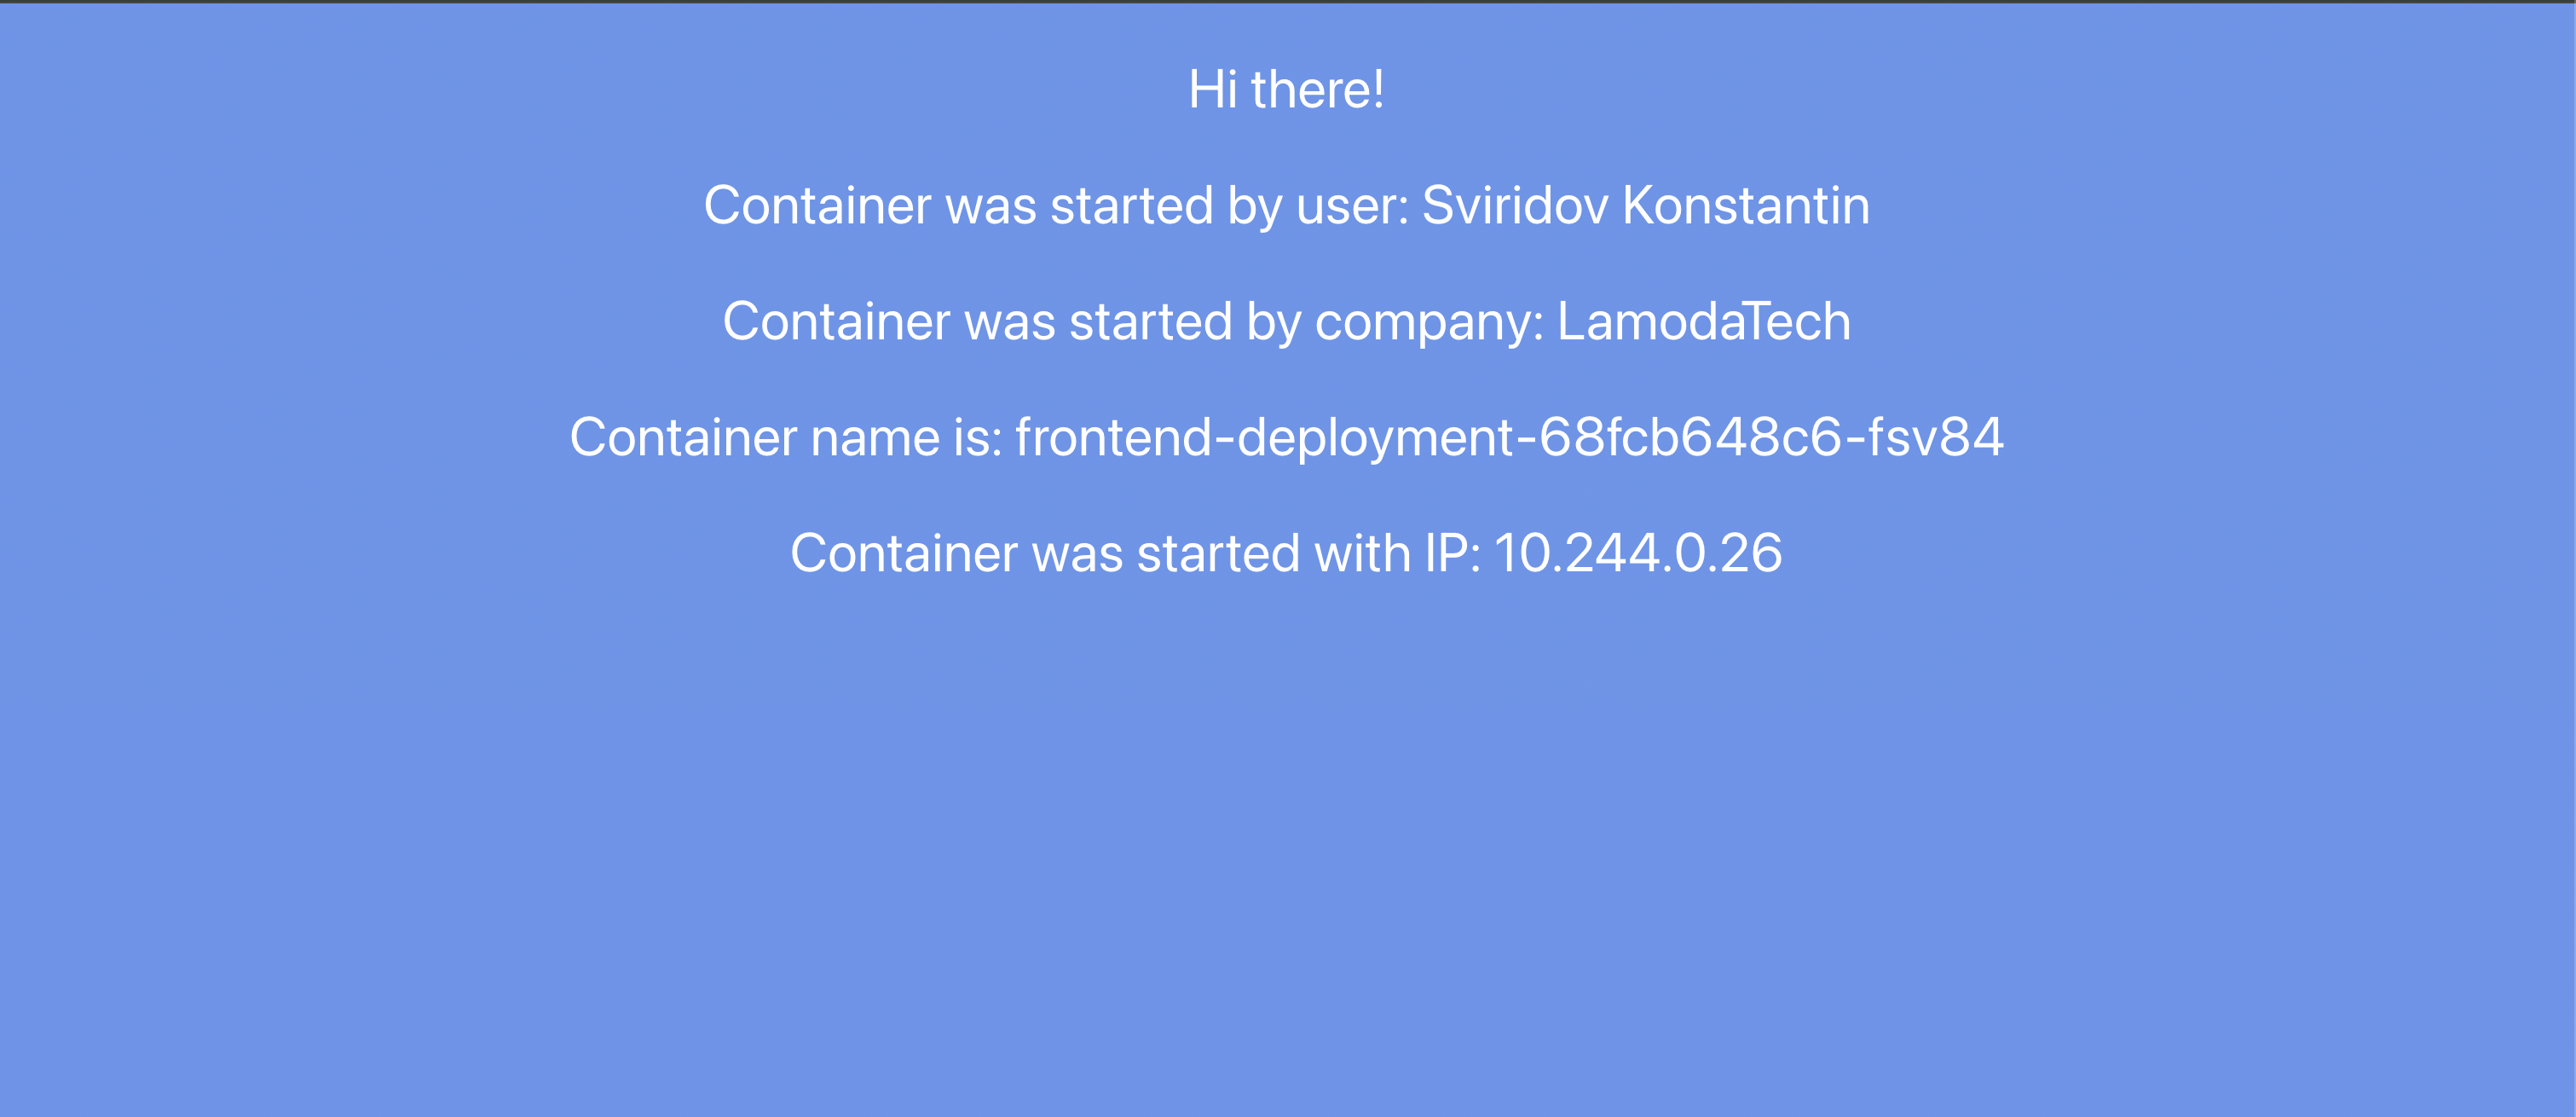 Hi there!
Container was started by user: Sviridov Konstantin
Container was started by company: LamodaTech
Container name is: frontend-deployment-68fcb648c6-fsv84
Container was started with IP: 10.244.0.26